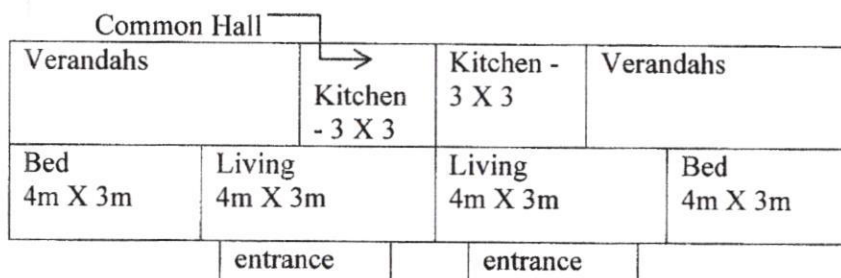 Common Hall
Verandahs
Kitchen
- 3 X 3
Kitchen -
3 X 3
Verandahs
Bed
4m X 3m
Living
4m X 3m
Living
4m X 3m
Bed
4m X 3m
entrance
entrance